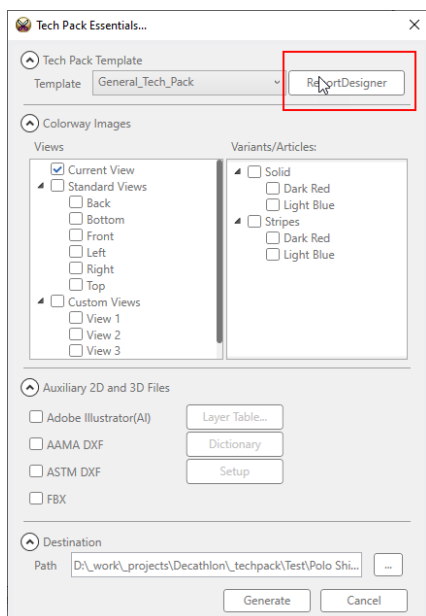 Tech Pack Essentials...
Tech Pack Template
Template General_Tech_Pack ReportDesigner
Colorway Images
Views Variants/Articles:
Current View
Standard Views
Back
Bottom
Front
Left
Right
Top
Custom Views
View 1
View 2
View 3
Solid
Dark Red
Light Blue
Stripes
Dark Red
Light Blue
Auxiliary 2D and 3D Files
Adobe Illustrator(AI) Layer Table...
AAMA DXF Dictionary
ASTM DXF Setup
FBX
Destination
Path D:\_work\_projects\Decathlon\_techpack\Test\Polo Shi... ...
Generate Cancel